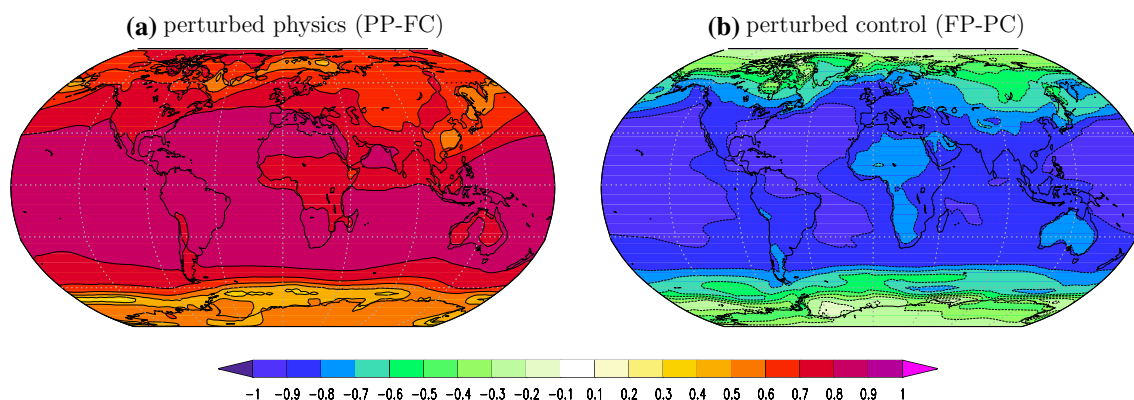 (a) perturbed physics (PP-FC)
(b) perturbed control (FP-PC)
−1 −0.9 −0.8 −0.7 −0.6 −0.5 −0.4 −0.3 −0.2 −0.1 0.1 0.2 0.3 0.4 0.5 0.6 0.7 0.8 0.9 1